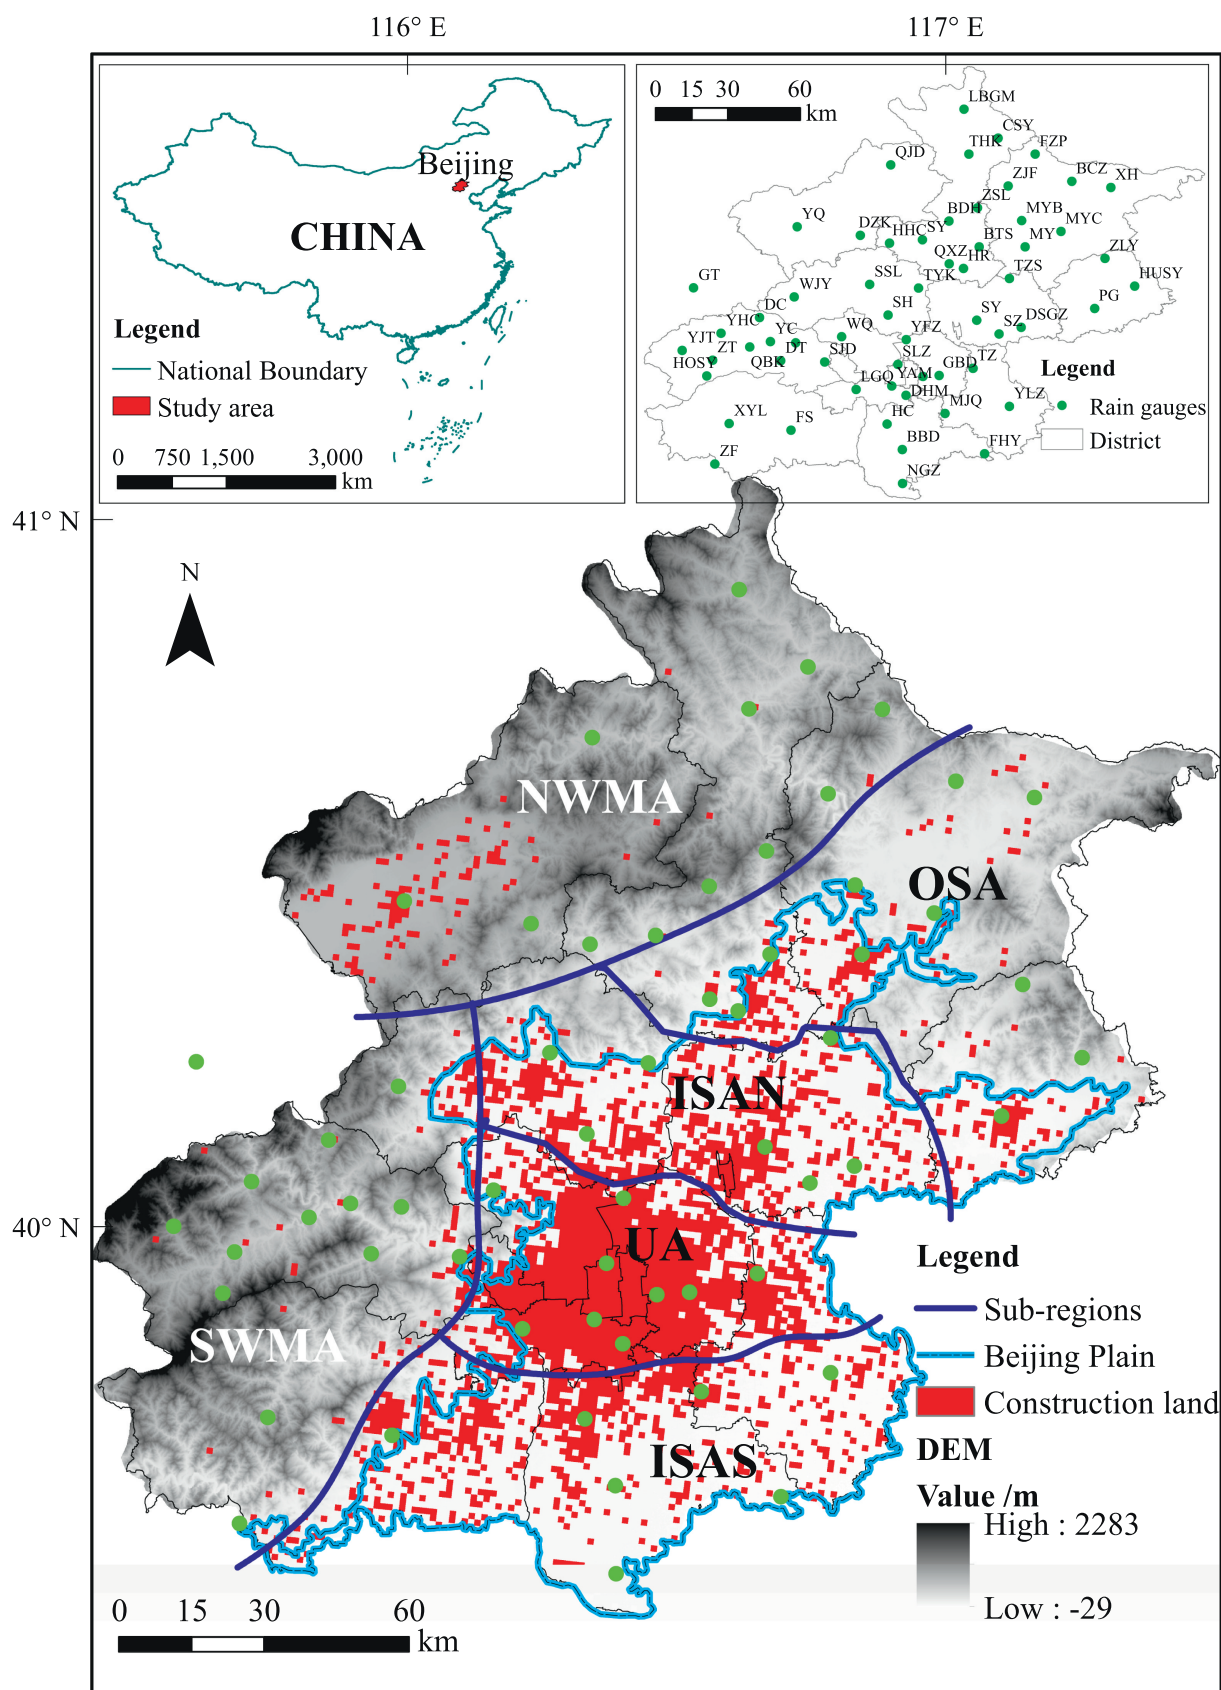 116° E
117° E
Beijing
CHINA
Legend
National Boundary
Study area
0 750 1,500 3,000
km
0 15 30 60
km
LBGM
CSY
THK
FZP
QJD
ZJF
BCZ
XH
ZSL
YQ
BDH
MYB
MYC
DZK
HHC
SY
BTS
MY
QXZ
HR
ZLY
GT
WJY
SSL
TYK
TZS
HUSY
DC
SH
SY
SZ
DSGZ
PG
YHC
YC
WQ
YFZ
YJT
ZT
DT
SJD
SLZ
GBD
TZ
HOSY
QBK
LGQ
YAM
Legend
DHM
MJQ
YLZ
Rain gauges
XYL
FS
HC
BBD
FHY
District
ZF
NGZ
41° N
N
NWMA
OSA
ISAN
40° N
UA
SWMA
ISAS
Legend
Sub-regions
Beijing Plain
Construction land
DEM
Value /m
High : 2283
Low : -29
0 15 30 60
km